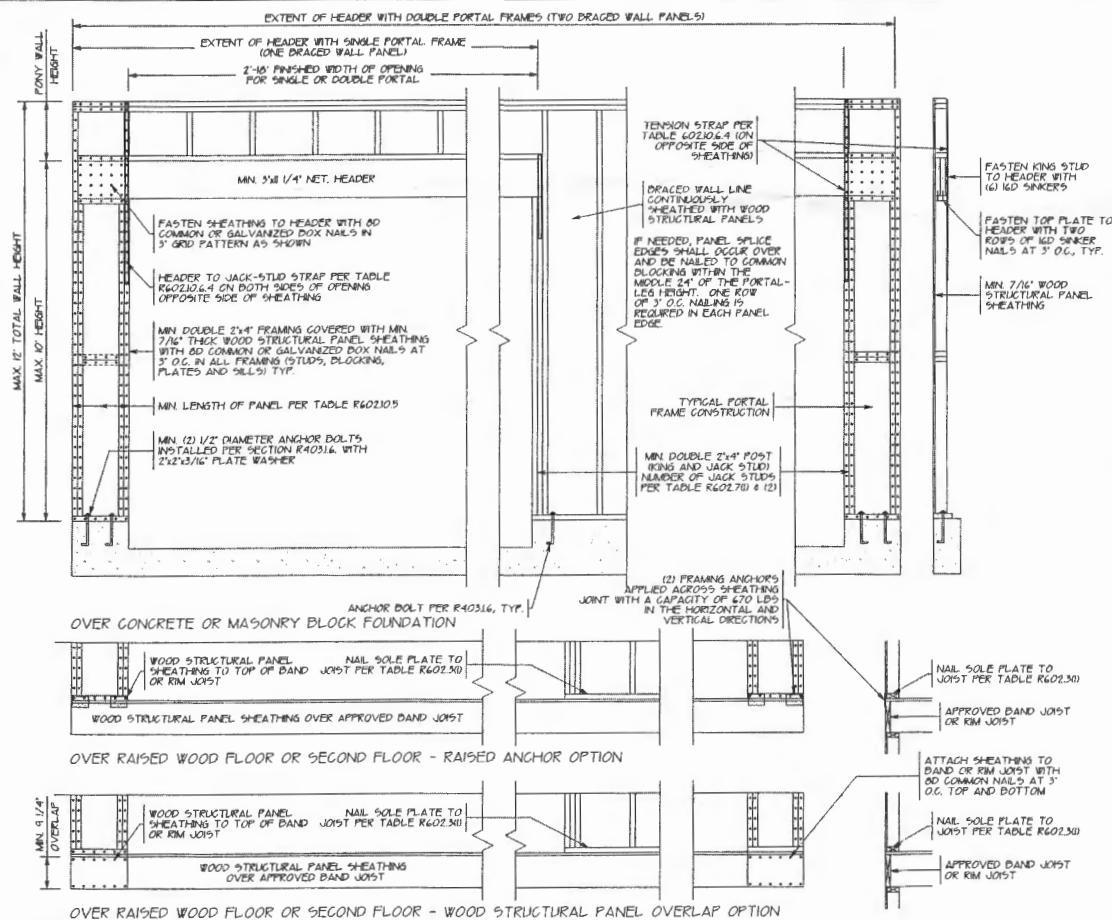 EXTENT OF HEADER WITH DOUBLE PORTAL FRAMES (TWO BRACED WALL PANELS)
EXTENT OF HEADER WITH SINGLE PORTAL FRAME
(ONE BRACED WALL PANEL)
2'-18' FINISHED WIDTH OF OPENING
FOR SINGLE OR DOUBLE PORTAL
PONY WALL
HEIGHT
MAX. 12' TOTAL WALL HEIGHT
MAX. 10' HEIGHT
MIN. 3"x11 1/4" NET. HEADER
FASTEN SHEATHING TO HEADER WITH 8D
COMMON OR GALVANIZED BOX NAILS IN
3" GRID PATTERN AS SHOWN
HEADER TO JACK-STUD STRAP PER TABLE
R602.10.6.4 ON BOTH SIDES OF OPENING
OPPOSITE SIDE OF SHEATHING
MIN. DOUBLE 2"x4" FRAMING COVERED WITH MIN.
7/16" THICK WOOD STRUCTURAL PANEL SHEATHING
WITH 8D COMMON OR GALVANIZED BOX NAILS AT
3" O.C. IN ALL FRAMING (STUDS, BLOCKING,
PLATES AND SILLS) TYP.
MIN. LENGTH OF PANEL PER TABLE R602.10.5
MIN. (2) 1/2" DIAMETER ANCHOR BOLTS
INSTALLED PER SECTION R403.1.6. WITH
2"x2"x3/16" PLATE WASHER
TENSION STRAP PER
TABLE 602.10.6.4 (ON
OPPOSITE SIDE OF
SHEATHING)
BRACED WALL LINE
CONTINUOUSLY
SHEATHED WITH WOOD
STRUCTURAL PANELS
IF NEEDED, PANEL SPLICE
EDGES SHALL OCCUR OVER
AND BE NAILED TO COMMON
BLOCKING WITHIN THE
MIDDLE 24" OF THE PORTAL-
LEG HEIGHT. ONE ROW
OF 3" O.C. NAILING IS
REQUIRED IN EACH PANEL
EDGE.
TYPICAL PORTAL
FRAME CONSTRUCTION
MIN. DOUBLE 2"x4" POST
(KING AND JACK STUD)
NUMBER OF JACK STUDS
PER TABLE R602.7(1) & (2)
FASTEN KING STUD
TO HEADER WITH
(6) 16D SINKERS
FASTEN TOP PLATE TO
HEADER WITH TWO
ROWS OF 16D SINKER
NAILS AT 3" O.C., TYP.
MIN. 7/16" WOOD
STRUCTURAL PANEL
SHEATHING
ANCHOR BOLT PER R403.1.6, TYP.
(2) FRAMING ANCHORS
APPLIED ACROSS SHEATHING
JOINT WITH A CAPACITY OF 670 LBS
IN THE HORIZONTAL AND
VERTICAL DIRECTIONS
OVER CONCRETE OR MASONRY BLOCK FOUNDATION
WOOD STRUCTURAL PANEL
SHEATHING TO TOP OF BAND
OR RIM JOIST
NAIL SOLE PLATE TO
JOIST PER TABLE R602.3(1)
WOOD STRUCTURAL PANEL SHEATHING OVER APPROVED BAND JOIST
NAIL SOLE PLATE TO
JOIST PER TABLE R602.3(1)
APPROVED BAND JOIST
OR RIM JOIST
OVER RAISED WOOD FLOOR OR SECOND FLOOR - RAISED ANCHOR OPTION
MIN. 9 1/4"
OVERLAP
WOOD STRUCTURAL PANEL
SHEATHING TO TOP OF BAND
OR RIM JOIST
NAIL SOLE PLATE TO
JOIST PER TABLE R602.3(1)
WOOD STRUCTURAL PANEL SHEATHING
OVER APPROVED BAND JOIST
ATTACH SHEATHING TO
BAND OR RIM JOIST WITH
8D COMMON NAILS AT 3"
O.C. TOP AND BOTTOM
NAIL SOLE PLATE TO
JOIST PER TABLE R602.3(1)
APPROVED BAND JOIST
OR RIM JOIST
OVER RAISED WOOD FLOOR OR SECOND FLOOR - WOOD STRUCTURAL PANEL OVERLAP OPTION